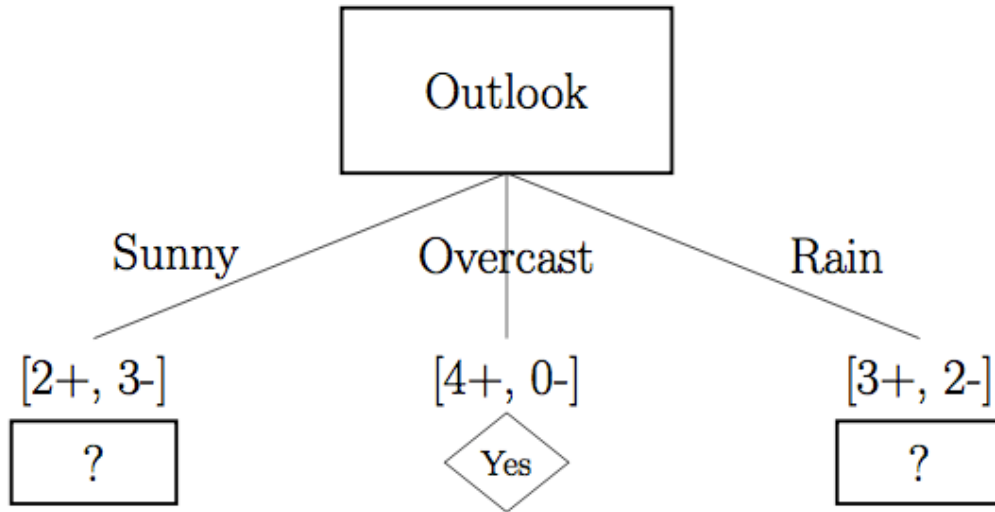 Outlook
Sunny Overcast Rain
[2+, 3-] [4+, 0-] [3+, 2-]
? Yes ?